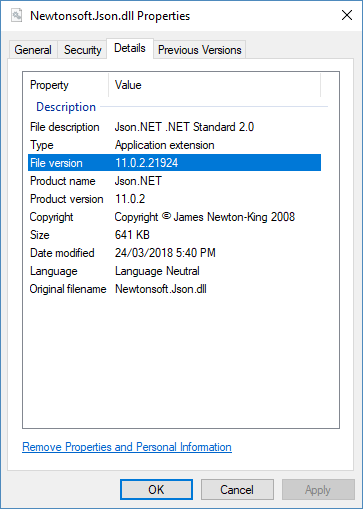 Newtonsoft.Json.dll Properties
General Security Details Previous Versions
Property Value
Description
File description Json.NET .NET Standard 2.0
Type Application extension
File version 11.0.2.21924
Product name Json.NET
Product version 11.0.2
Copyright Copyright © James Newton-King 2008
Size 641 KB
Date modified 24/03/2018 5:40 PM
Language Language Neutral
Original filename Newtonsoft.Json.dll
Remove Properties and Personal Information
OK Cancel Apply